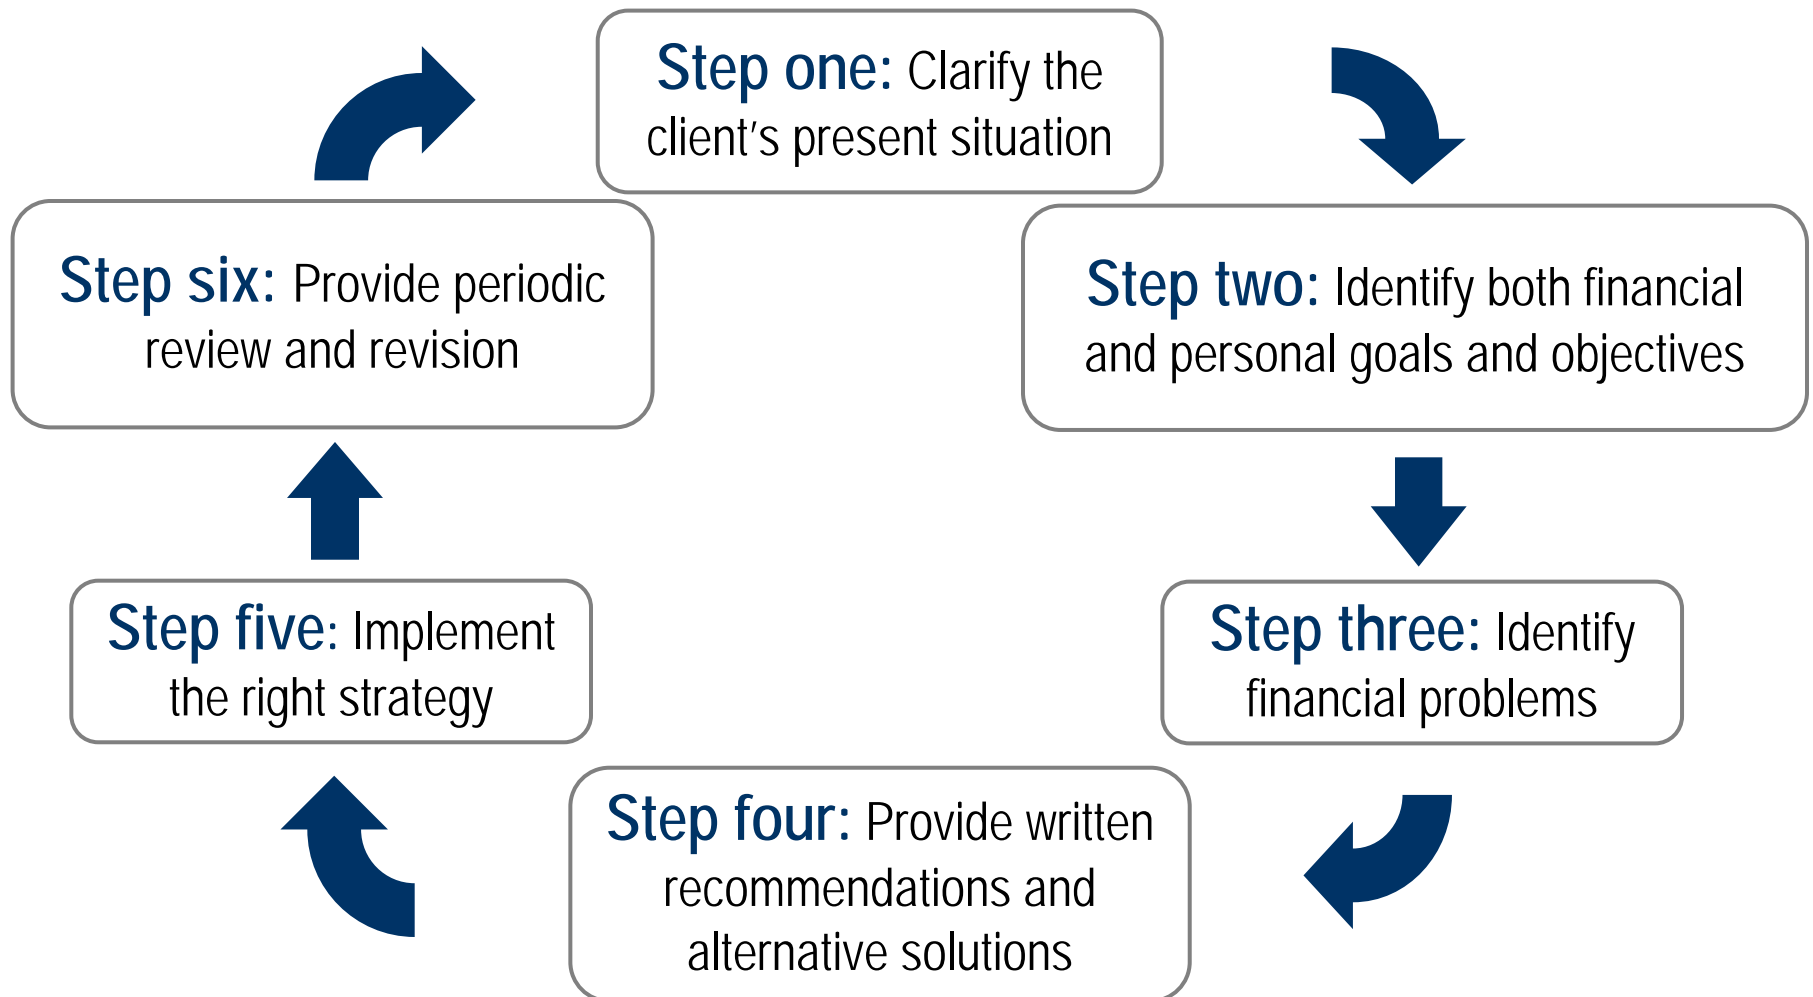 Step one: Clarify the
client’s present situation
Step two: Identify both financial
and personal goals and objectives
Step three: Identify
financial problems
Step four: Provide written
recommendations and
alternative solutions
Step five: Implement
the right strategy
Step six: Provide periodic
review and revision